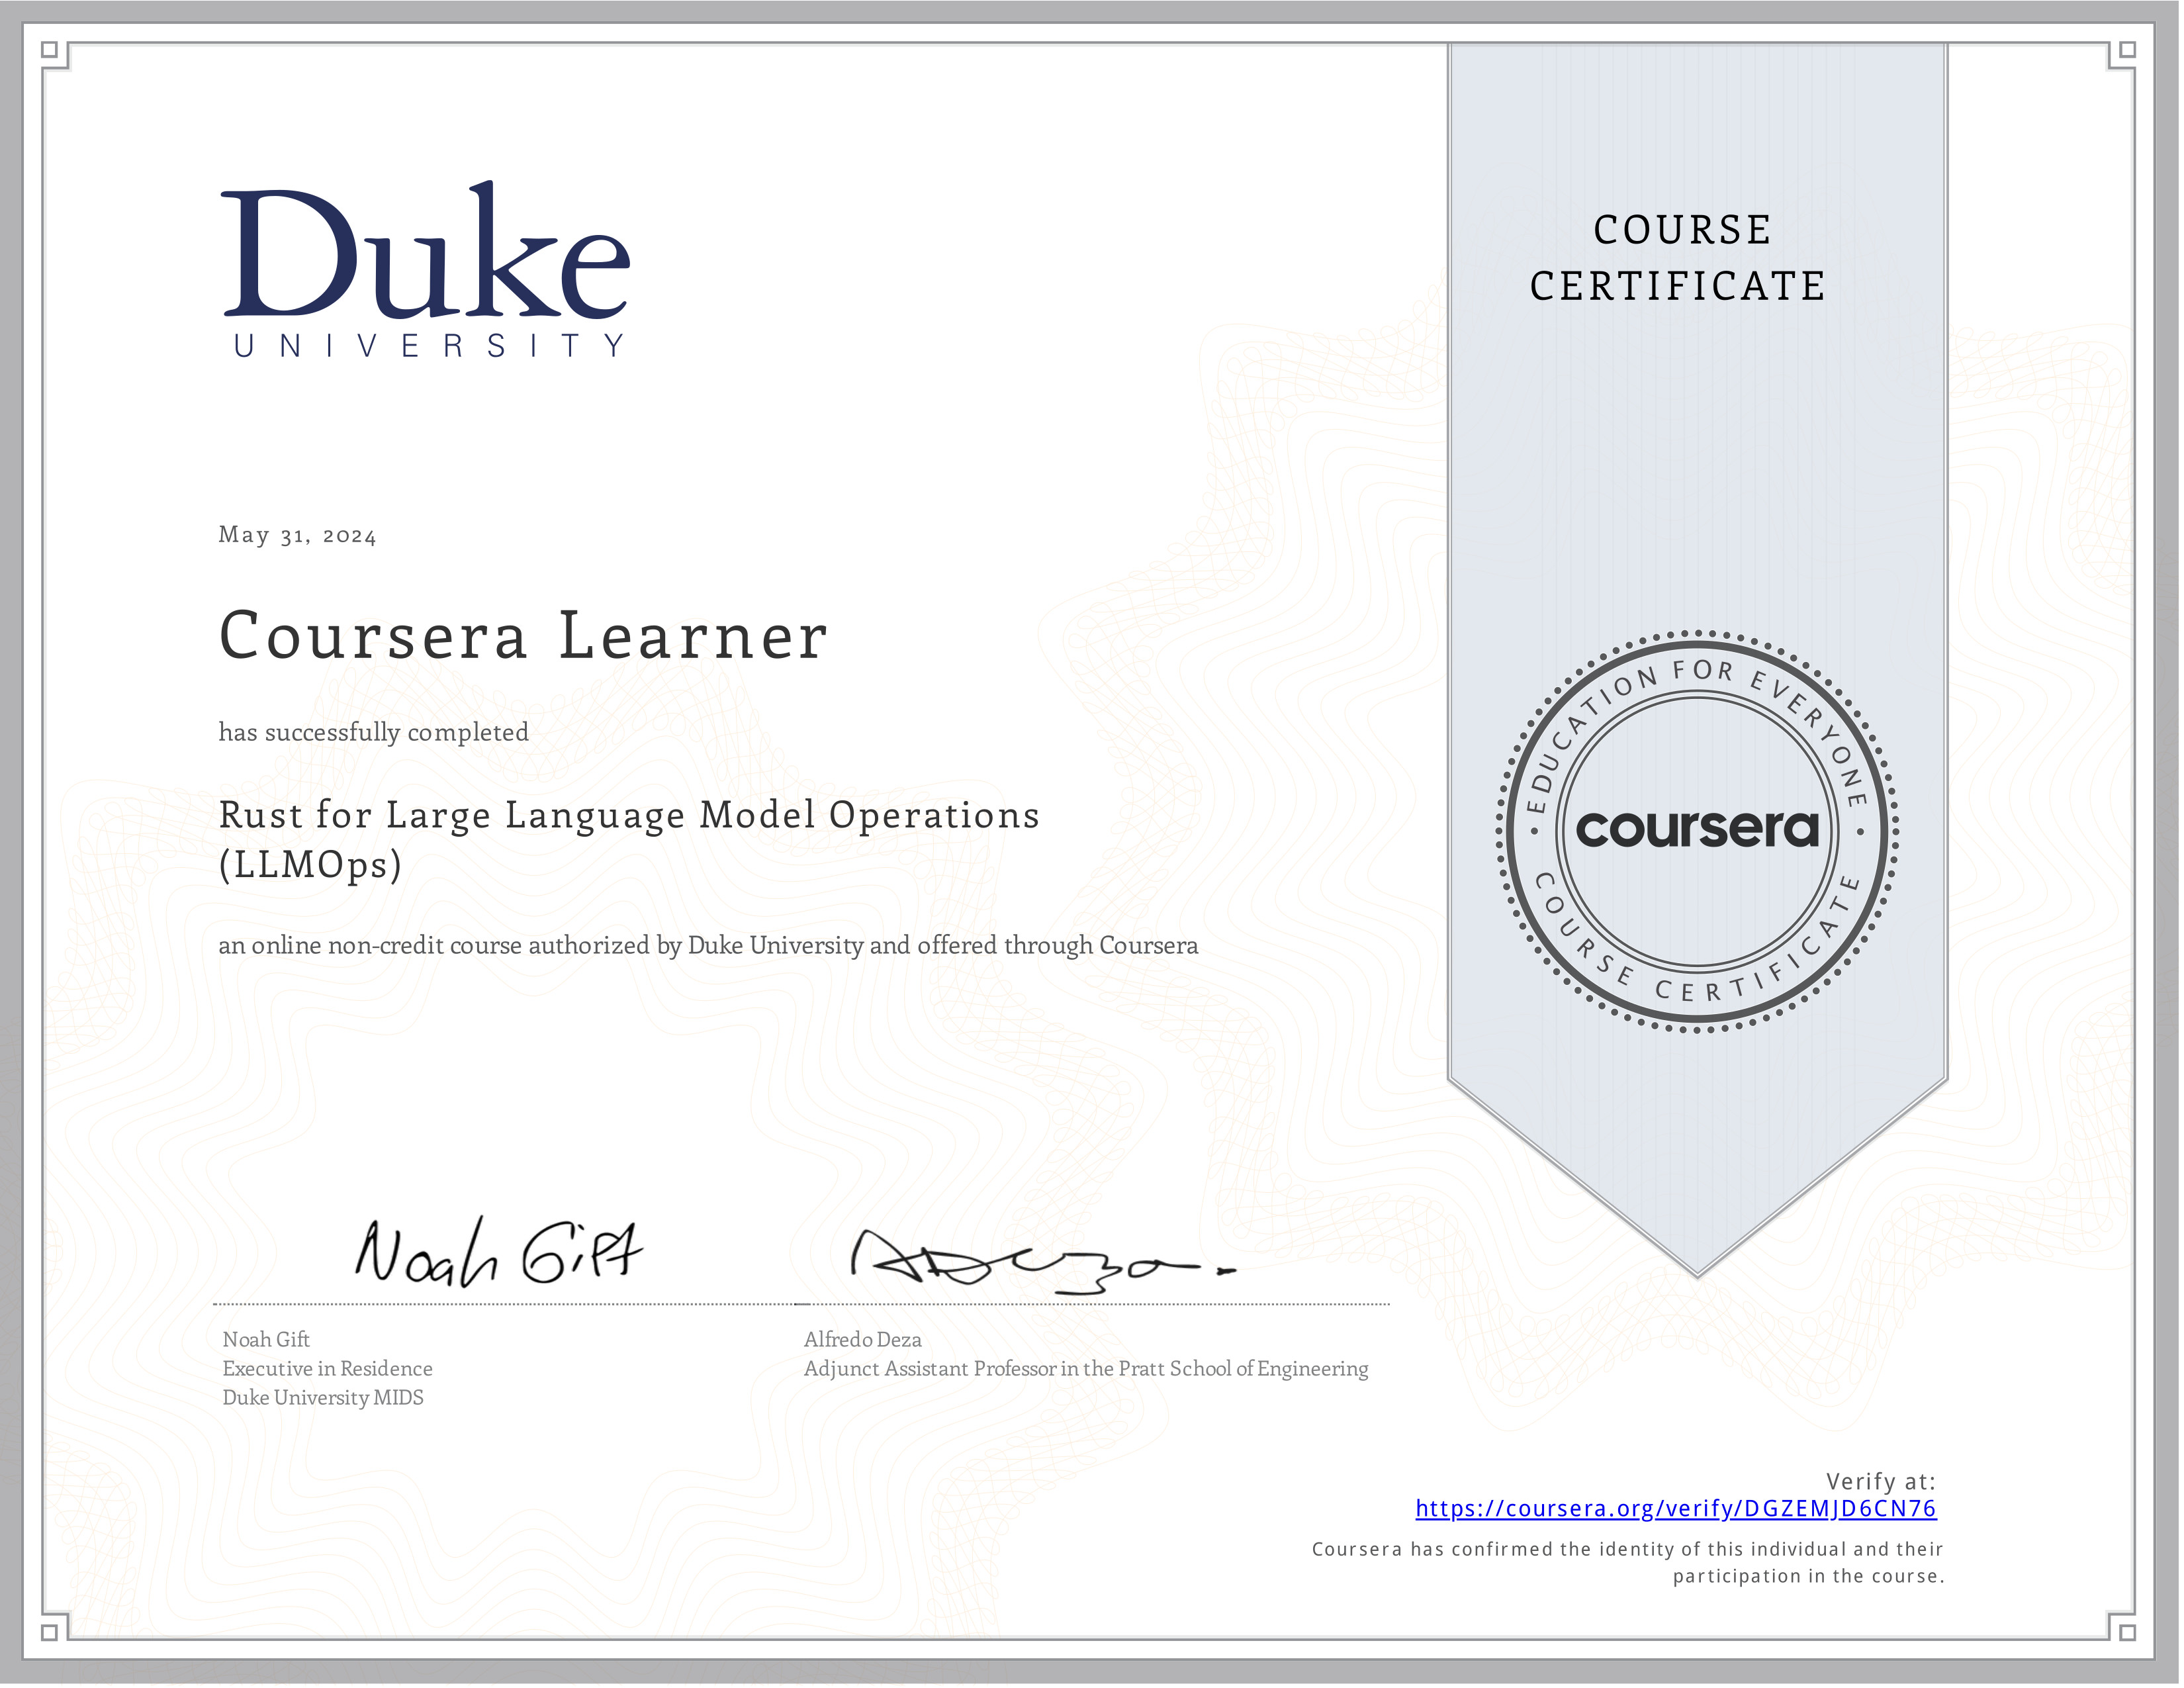 Duke
UNIVERSITY
COURSE
CERTIFICATE
May 31, 2024
Coursera Learner
has successfully completed
Rust for Large Language Model Operations
(LLMOps)
an online non-credit course authorized by Duke University and offered through Coursera
EDUCATION FOR EVERYONE
coursera
COURSE CERTIFICATE
Noah Gift
ADeza.
Noah Gift
Executive in Residence
Duke University MIDS
Alfredo Deza
Adjunct Assistant Professor in the Pratt School of Engineering
Verify at:
https://coursera.org/verify/DGZEMJD6CN76
Coursera has confirmed the identity of this individual and their
participation in the course.